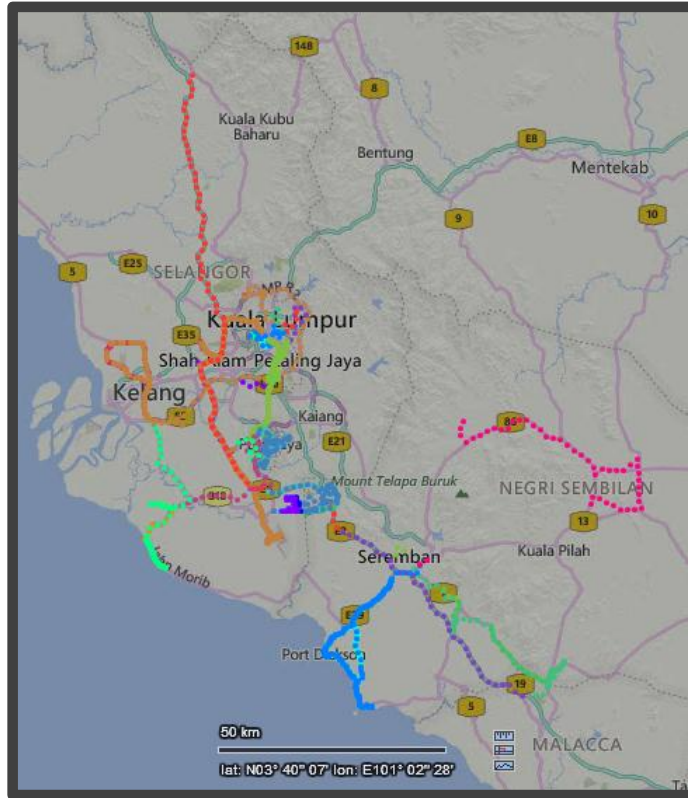 148
8
Kuala Kubu
Baharu
Bentung
E8
Mentekab
9
10
5
E25
SELANGOR
Kuala Lumpur
E35
Shah Alam Petaling Jaya
Kelang
Kajang
E21
Mount Telapa Buruk
NEGRI SEMBILAN
13
Kuala Pilah
Seremban
Morib
Port Dickson
19
5
MALACCA
50 km
lat: N03° 40" 07' lon: E101° 02" 28'